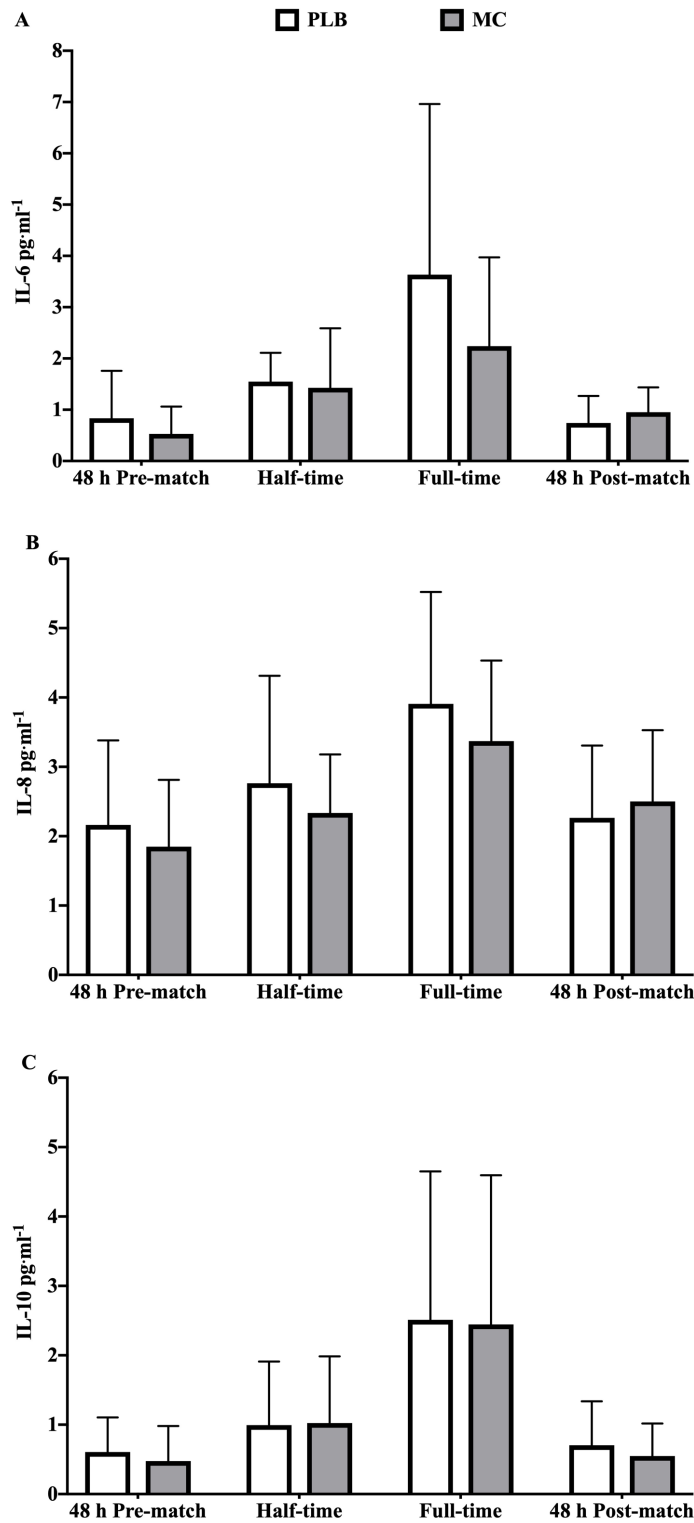 A PLB MC
8
7
6
5
4
3
2
1
0
IL-6 pg·ml-1
48 h Pre-match Half-time Full-time 48 h Post-match
B
6
5
4
3
2
1
0
IL-8 pg·ml-1
48 h Pre-match Half-time Full-time 48 h Post-match
C
6
5
4
3
2
1
0
IL-10 pg·ml-1
48 h Pre-match Half-time Full-time 48 h Post-match